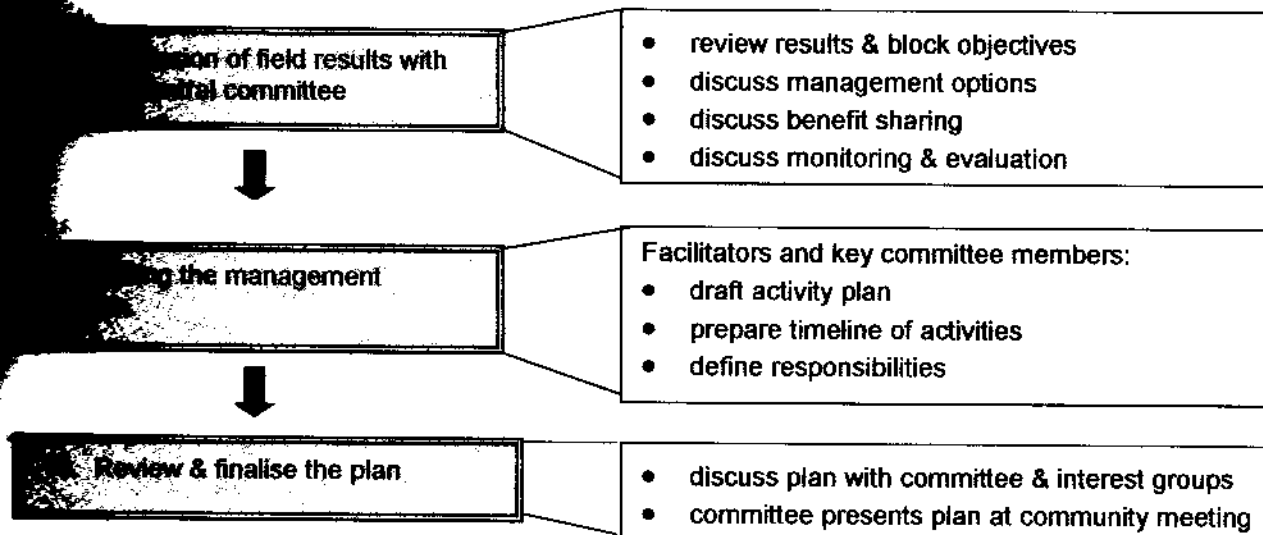 of field results with
committee
review results & block objectives
discuss management options
discuss benefit sharing
discuss monitoring & evaluation
the management
Facilitators and key committee members:
draft activity plan
prepare timeline of activities
define responsibilities
Review & finalise the plan
discuss plan with committee & interest groups
committee presents plan at community meeting